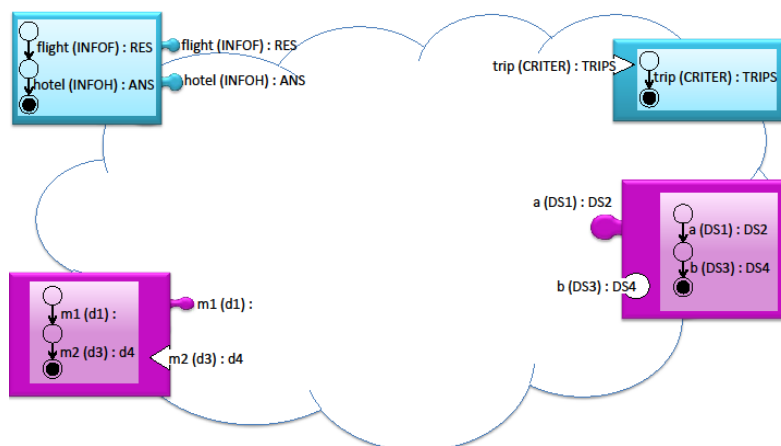 flight (INFOF) : RES
hotel (INFOH) : ANS
flight (INFOF) : RES
hotel (INFOH) : ANS
trip (CRITER) : TRIPS
trip (CRITER) : TRIPS
a (DS1) : DS2
b (DS3) : DS4
a (DS1) : DS2
b (DS3) : DS4
m1 (d1) :
m2 (d3) : d4
m1 (d1) :
m2 (d3) : d4